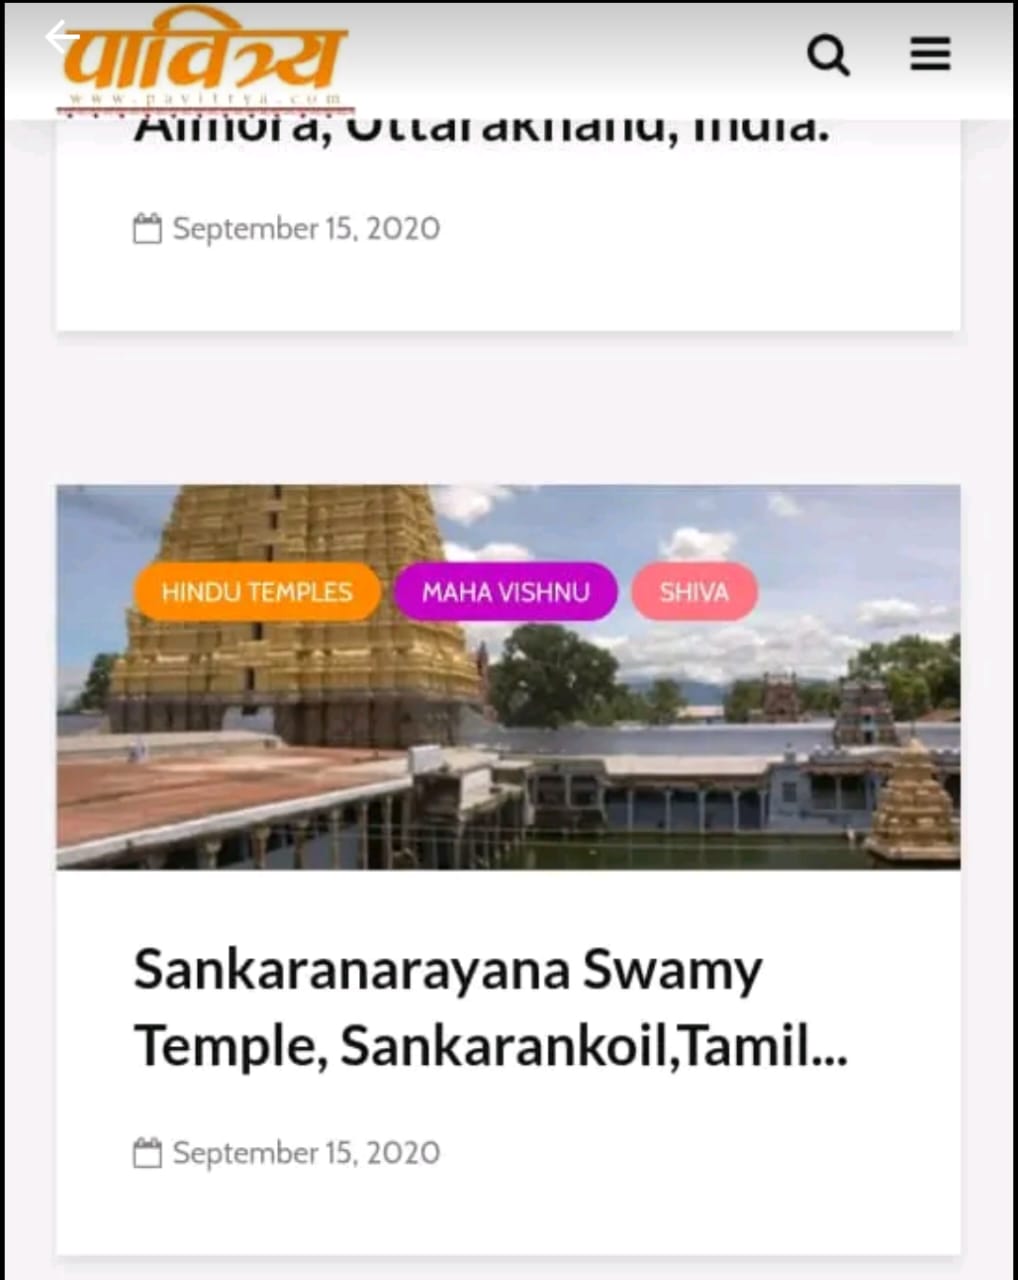 पावित्र्य
www.pavitrya.com
Almora, Uttarakhand, India.
September 15, 2020
HINDU TEMPLES MAHA VISHNU SHIVA
Sankaranarayana Swamy
Temple, Sankarankoil,Tamil...
September 15, 2020